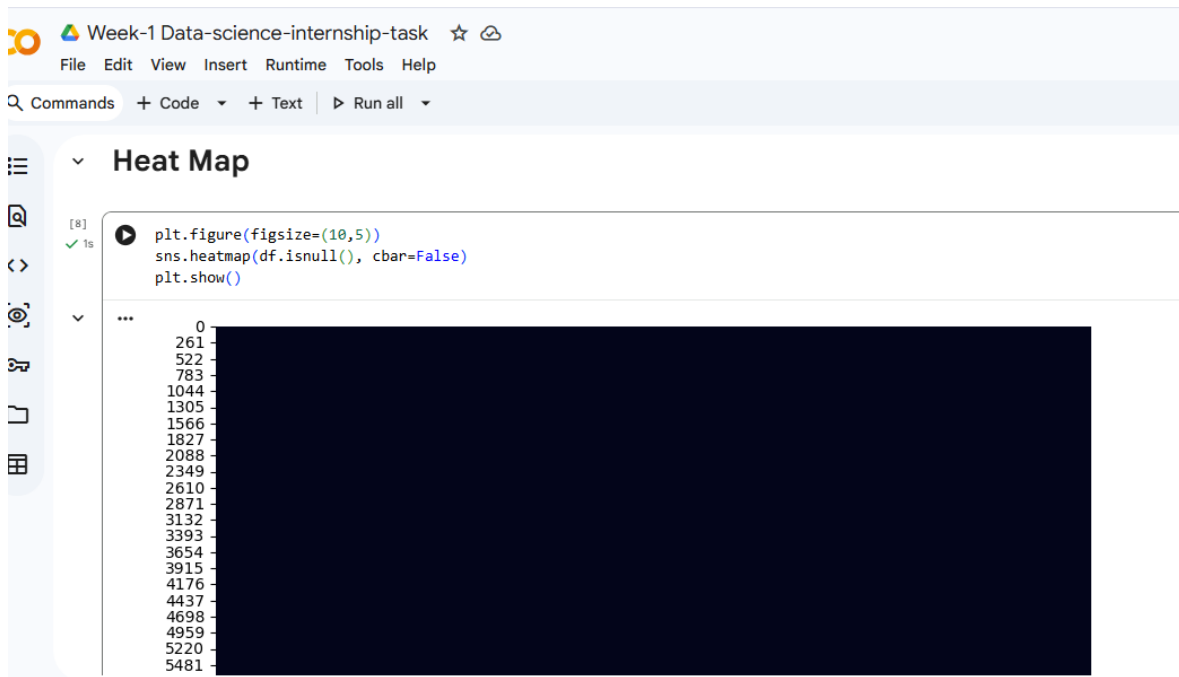 Week-1 Data-science-internship-task
File Edit View Insert Runtime Tools Help
Commands + Code + Text Run all
Heat Map
[8]
1s
plt.figure(figsize=(10,5))
sns.heatmap(df.isnull(), cbar=False)
plt.show()
0
261
522
783
1044
1305
1566
1827
2088
2349
2610
2871
3132
3393
3654
3915
4176
4437
4698
4959
5220
5481